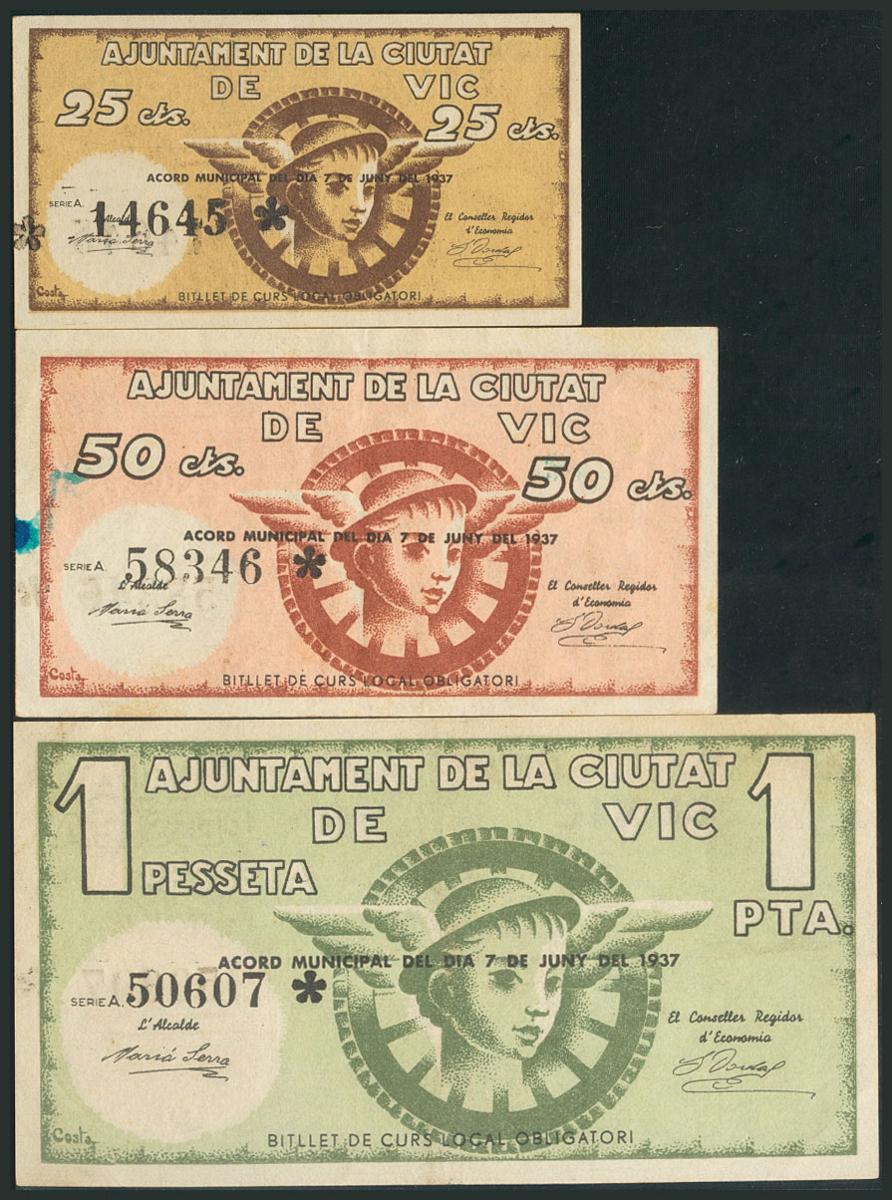 AJUNTAMENT DE LA CIUTAT
DE VIC
25 cts. 25 cts.
ACORD MUNICIPAL DEL DIA 7 DE JUNY DEL 1937
SERIE A. 14645 *
L'Alcalde
Marià Serra
El Conseller Regidor
d'Economia
Costa
BITLLET DE CURS LOCAL OBLIGATORI
AJUNTAMENT DE LA CIUTAT
DE VIC
50 cts. 50 cts.
ACORD MUNICIPAL DEL DIA 7 DE JUNY DEL 1937
SERIE A. 58346 *
L'Alcalde
Marià Serra
El Conseller Regidor
d'Economia
Costa
BITLLET DE CURS LOCAL OBLIGATORI
1 AJUNTAMENT DE LA CIUTAT 1
DE VIC
PESSETA
PTA.
ACORD MUNICIPAL DEL DIA 7 DE JUNY DEL 1937
SERIE A. 50607 *
L'Alcalde
Marià Serra
El Conseller Regidor
d'Economia
Costa
BITLLET DE CURS LOCAL OBLIGATORI